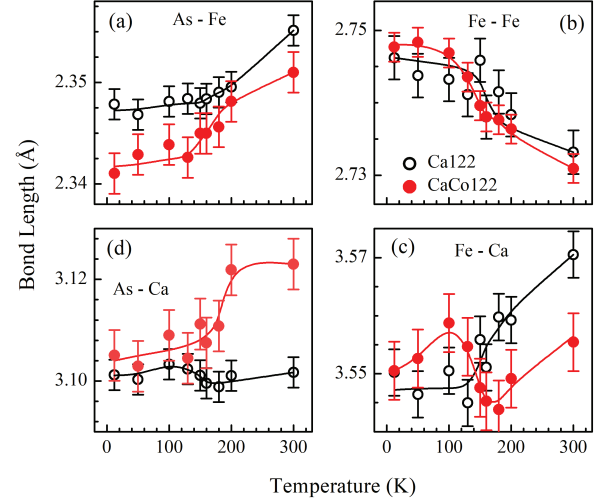 (a) As - Fe
Fe - Fe (b)
2.35
2.34
2.75
2.73
Ca122
CaCo122
Bond Length (Å)
(d)
As - Ca
3.12
3.10
(c)
Fe - Ca
3.57
3.55
0 100 200 300
0 100 200 300
Temperature (K)